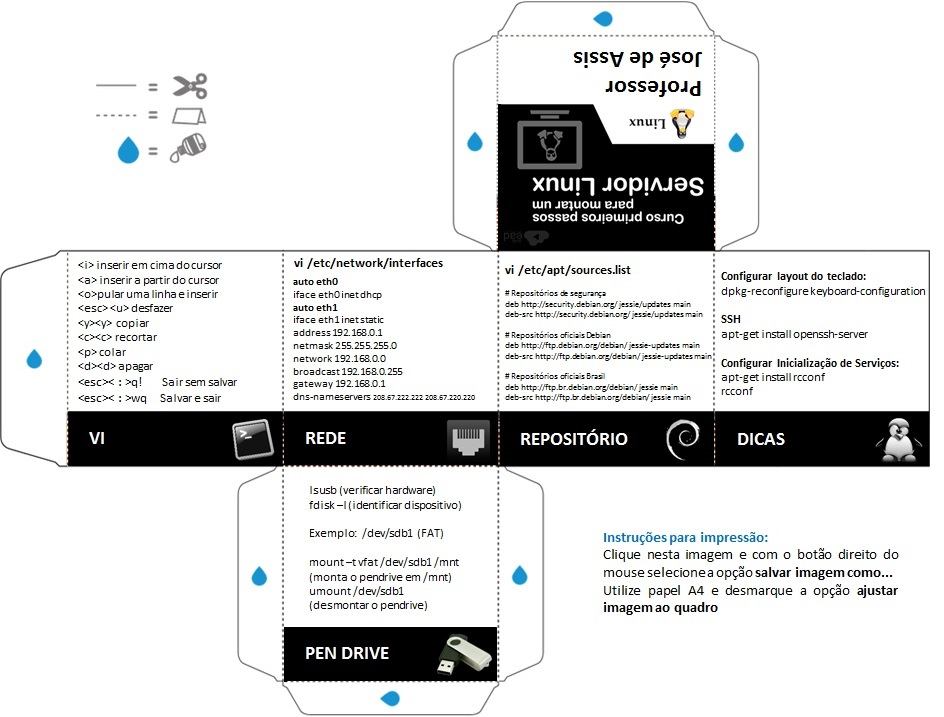 =
=
=
Professor
José de Assis
Linux
Curso primeiros passos
para montar um
Servidor Linux
ead
<i> inserir em cima do cursor
<a> inserir a partir do cursor
<o>pular uma linha e inserir
<esc> <u> desfazer
<y><y> copiar
<c><c> recortar
<p> colar
<d><d> apagar
<esc>< : >q! Sair sem salvar
<esc>< : >wq Salvar e sair
VI
vi /etc/network/interfaces
auto eth0
iface eth0 inet dhcp
auto eth1
iface eth1 inet static
address 192.168.0.1
netmask 255.255.255.0
network 192.168.0.0
broadcast 192.168.0.255
gateway 192.168.0.1
dns-nameservers 208.67.222.222 208.67.220.220
REDE
vi /etc/apt/sources.list
# Repositórios de segurança
deb http://security.debian.org/ jessie/updates main
deb-src http://security.debian.org/ jessie/updates main
# Repositórios oficiais Debian
deb http://ftp.debian.org/debian/ jessie-updates main
deb-src http://ftp.debian.org/debian/ jessie-updates main
# Repositórios oficiais Brasil
deb http://ftp.br.debian.org/debian/ jessie main
deb-src http://ftp.br.debian.org/debian/ jessie main
REPOSITÓRIO
Configurar layout do teclado:
dpkg-reconfigure keyboard-configuration
SSH
apt-get install openssh-server
Configurar Inicialização de Serviços:
apt-get install rcconf
rcconf
DICAS
lsusb (verificar hardware)
fdisk –l (identificar dispositivo)
Exemplo: /dev/sdb1 (FAT)
mount –t vfat /dev/sdb1 /mnt
(monta o pendrive em /mnt)
umount /dev/sdb1
(desmontar o pendrive)
PEN DRIVE
Instruções para impressão:
Clique nesta imagem e com o botão direito do
mouse selecione a opção salvar imagem como...
Utilize papel A4 e desmarque a opção ajustar
imagem ao quadro